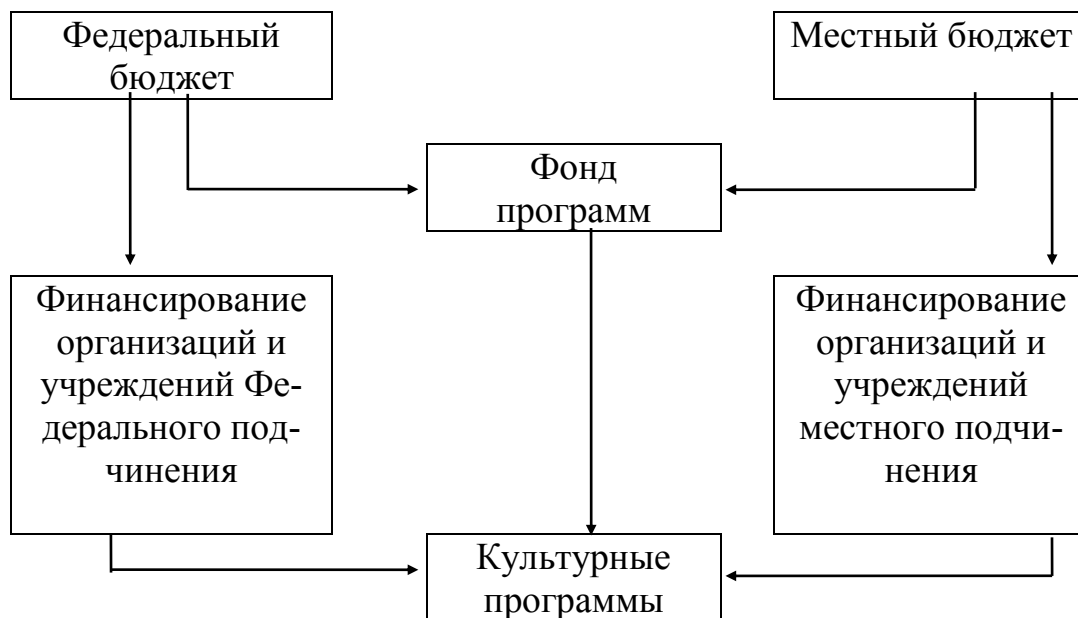 Федеральный
бюджет
Местный бюджет
Фонд
программ
Финансирование
организаций и
учреждений Фе-
дерального под-
чинения
Финансирование
организаций и
учреждений
местного подчи-
нения
Культурные
программы